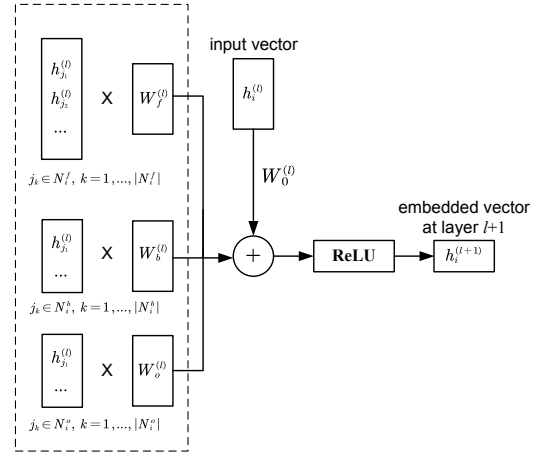 h_{j_1}^{(l)}
h_{j_2}^{(l)}
...
X
W_f^{(l)}
j_k ∈ N_i^f, k = 1, ..., |N_i^f|
h_{j_1}^{(l)}
...
X
W_b^{(l)}
j_k ∈ N_i^b, k = 1, ..., |N_i^b|
h_{j_1}^{(l)}
...
X
W_o^{(l)}
j_k ∈ N_i^o, k = 1, ..., |N_i^o|
input vector
h_i^{(l)}
W_0^{(l)}
+
ReLU
embedded vector
at layer l+1
h_i^{(l+1)}